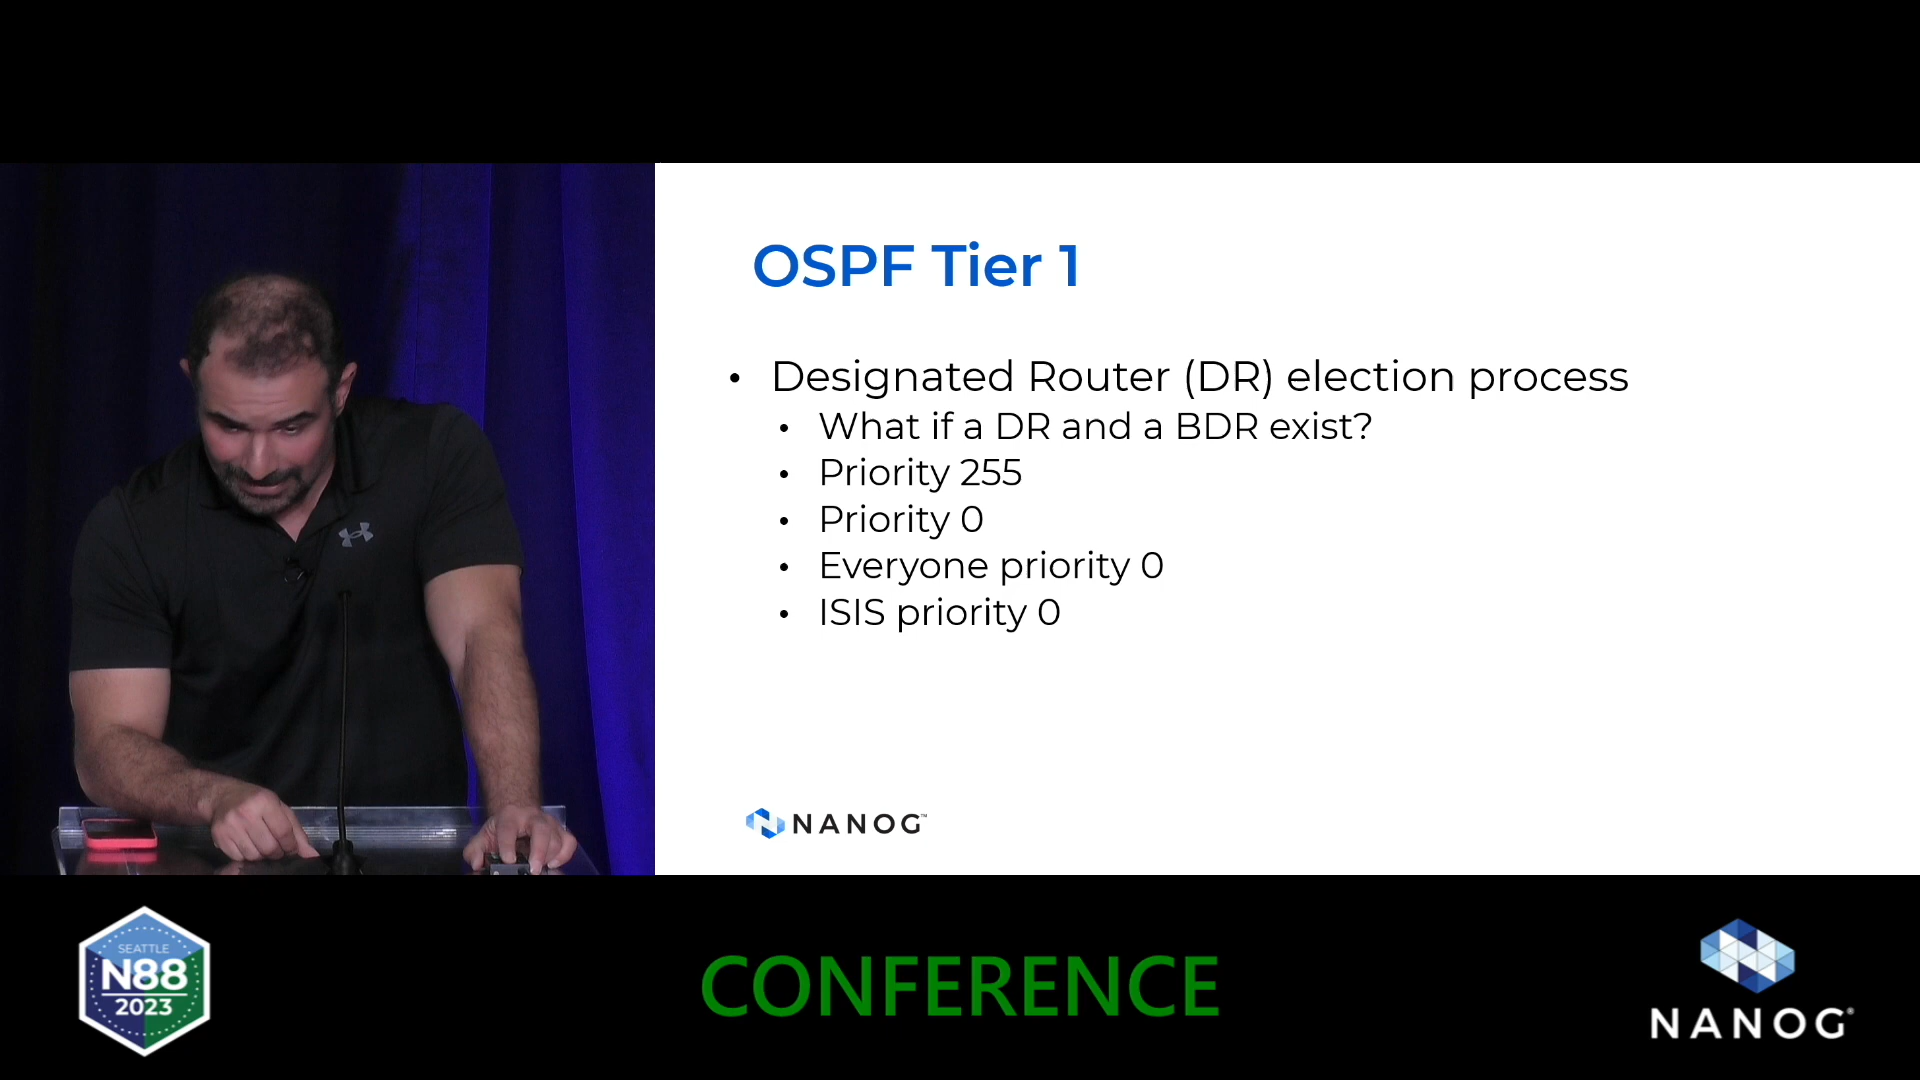 OSPF Tier 1
• Designated Router (DR) election process
• What if a DR and a BDR exist?
• Priority 255
• Priority 0
• Everyone priority 0
• ISIS priority 0
NANOG™
SEATTLE
N88
2023
CONFERENCE
NANOG®